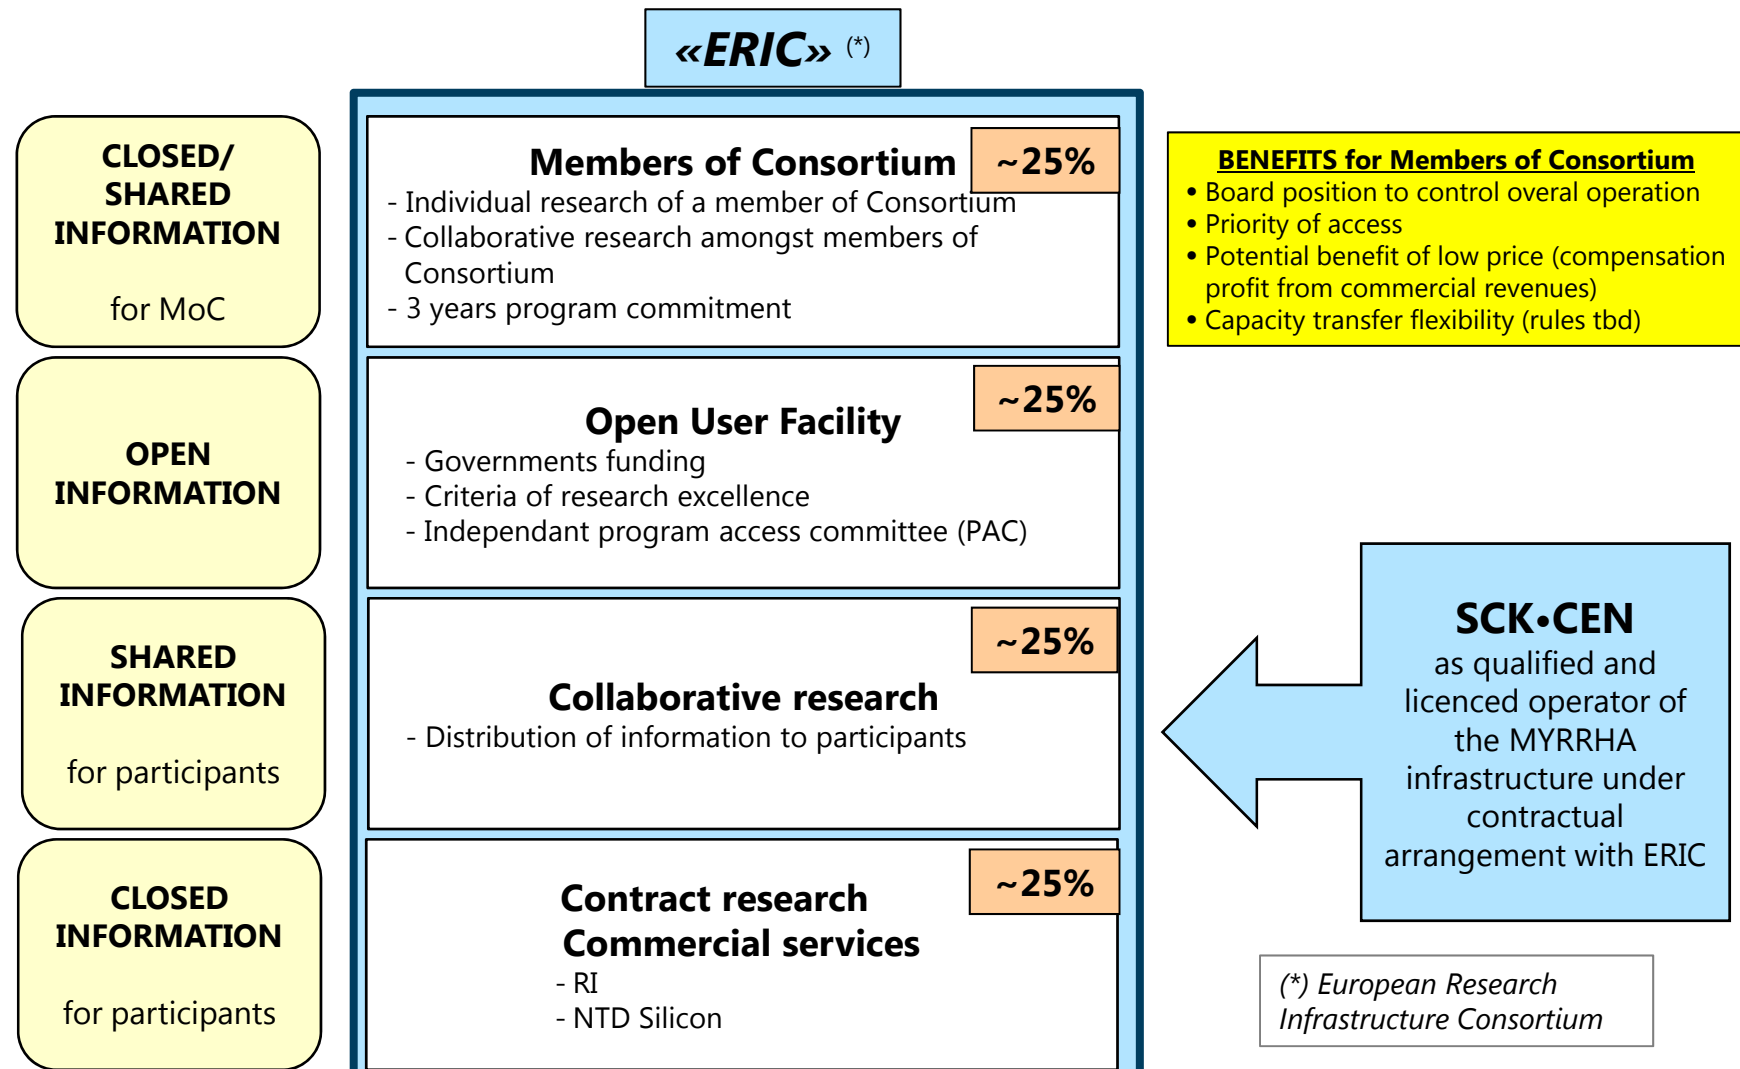 «ERIC» (*)
CLOSED/
SHARED
INFORMATION
for MoC
Members of Consortium
~25%
- Individual research of a member of Consortium
- Collaborative research amongst members of
Consortium
- 3 years program commitment
BENEFITS for Members of Consortium
• Board position to control overal operation
• Priority of access
• Potential benefit of low price (compensation
profit from commercial revenues)
• Capacity transfer flexibility (rules tbd)
OPEN
INFORMATION
Open User Facility
~25%
- Governments funding
- Criteria of research excellence
- Independant program access committee (PAC)
SHARED
INFORMATION
for participants
Collaborative research
~25%
- Distribution of information to participants
SCK•CEN
as qualified and
licenced operator of
the MYRRHA
infrastructure under
contractual
arrangement with ERIC
CLOSED
INFORMATION
for participants
Contract research
Commercial services
~25%
- RI
- NTD Silicon
(*) European Research
Infrastructure Consortium